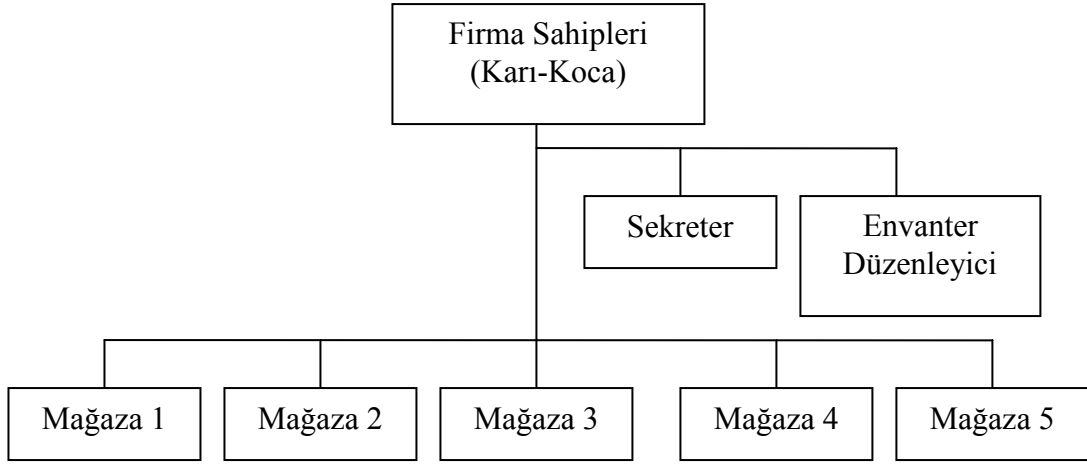 Firma Sahipleri
(Karı-Koca)
Sekreter
Envanter
Düzenleyici
Mağaza 1
Mağaza 2
Mağaza 3
Mağaza 4
Mağaza 5